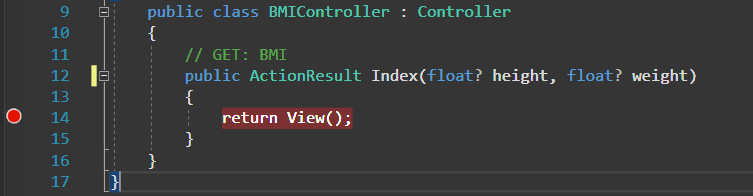 9 public class BMIController : Controller
10 {
11 // GET: BMI
12 public ActionResult Index(float? height, float? weight)
13 {
14 return View();
15 }
16 }
17 }